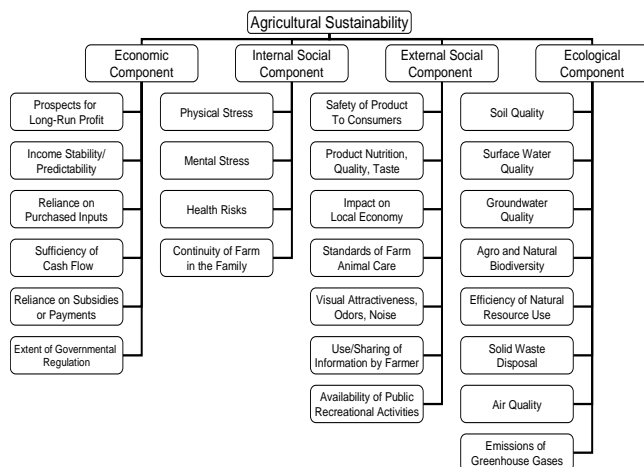 Agricultural Sustainability
Economic
Component
Internal Social
Component
External Social
Component
Ecological
Component
Prospects for
Long-Run Profit
Income Stability/
Predictability
Reliance on
Purchased Inputs
Sufficiency of
Cash Flow
Reliance on Subsidies
or Payments
Extent of Governmental
Regulation
Physical Stress
Mental Stress
Health Risks
Continuity of Farm
in the Family
Safety of Product
To Consumers
Product Nutrition,
Quality, Taste
Impact on
Local Economy
Standards of Farm
Animal Care
Visual Attractiveness,
Odors, Noise
Use/Sharing of
Information by Farmer
Availability of Public
Recreational Activities
Soil Quality
Surface Water
Quality
Groundwater
Quality
Agro and Natural
Biodiversity
Efficiency of Natural
Resource Use
Solid Waste
Disposal
Air Quality
Emissions of
Greenhouse Gases